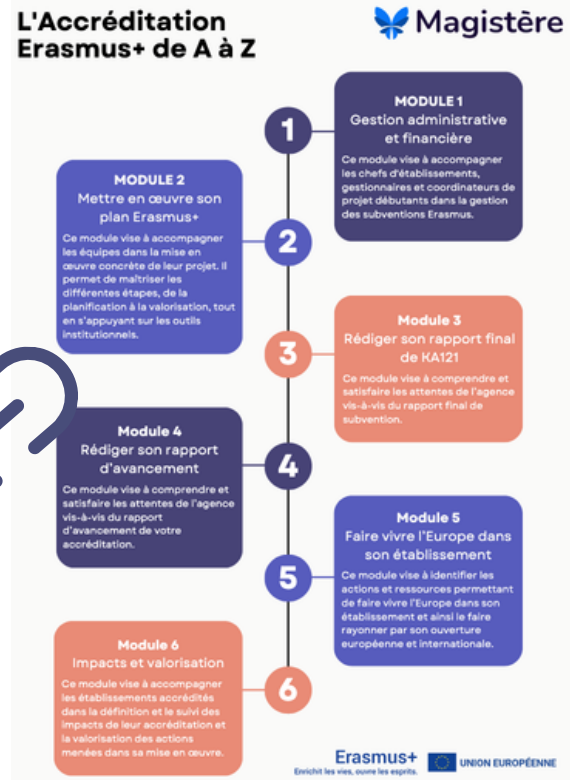 L'Accréditation
Erasmus+ de A à Z
Magistère
1
MODULE 1
Gestion administrative
et financière
Ce module vise à accompagner
les chefs d'établissements,
gestionnaires et coordinateurs de
projet débutants dans la gestion
des subventions Erasmus.
MODULE 2
Mettre en œuvre son
plan Erasmus+
Ce module vise à accompagner
les équipes dans la mise en
œuvre concrète de leur projet. Il
permet de maîtriser les
différentes étapes, de la
planification à la valorisation, tout
en s'appuyant sur les outils
institutionnels.
2
3
Module 3
Rédiger son rapport final
de KA121
Ce module vise à comprendre et
satisfaire les attentes de l'agence
vis-à-vis du rapport final de
subvention.
Module 4
Rédiger son rapport
d'avancement
Ce module vise à comprendre et
satisfaire les attentes de l'agence
vis-à-vis du rapport
d'avancement de votre
accréditation.
4
5
Module 5
Faire vivre l'Europe dans
son établissement
Ce module vise à identifier les
actions et ressources permettant
de faire vivre l'Europe dans son
établissement et ainsi le faire
rayonner par son ouverture
européenne et internationale.
Module 6
Impacts et valorisation
Ce module vise à accompagner
les établissements accrédités
dans la définition et le suivi des
impacts de leur accréditation et
la valorisation des actions
menées dans sa mise en œuvre.
6
Erasmus+
Enrichit les vies, ouvre les esprits.
UNION EUROPÉENNE